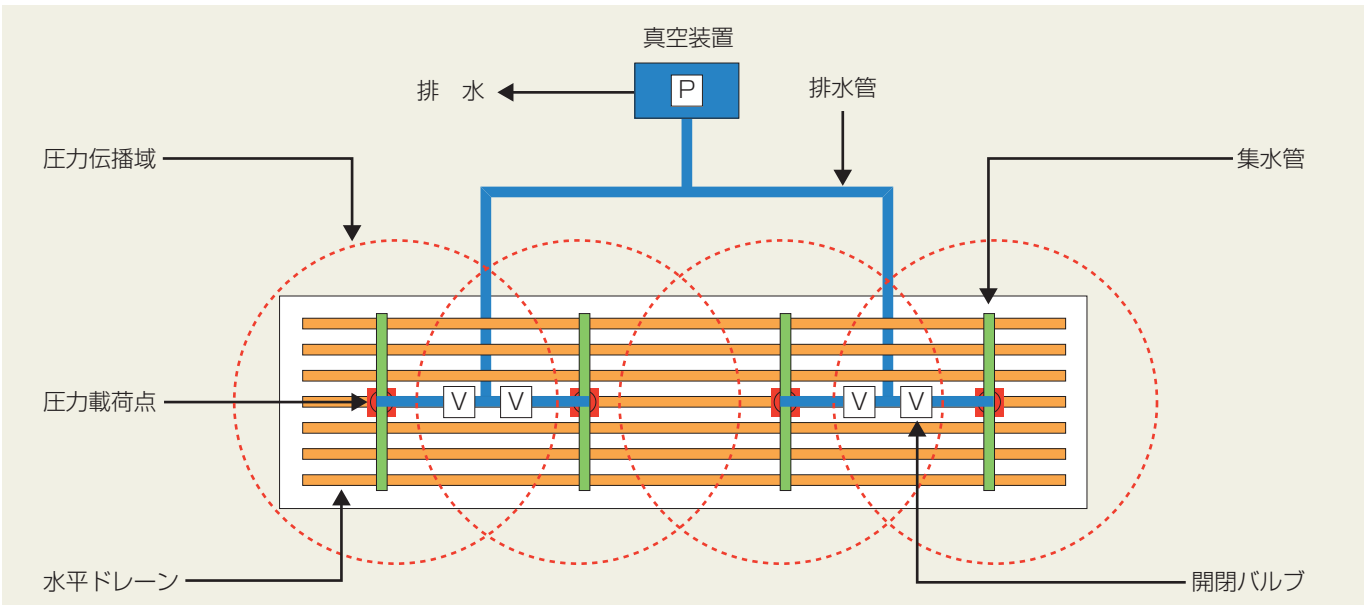 真空装置
排 水
P
排水管
圧力伝播域
集水管
圧力載荷点
V
V
V
V
水平ドレーン
開閉バルブ